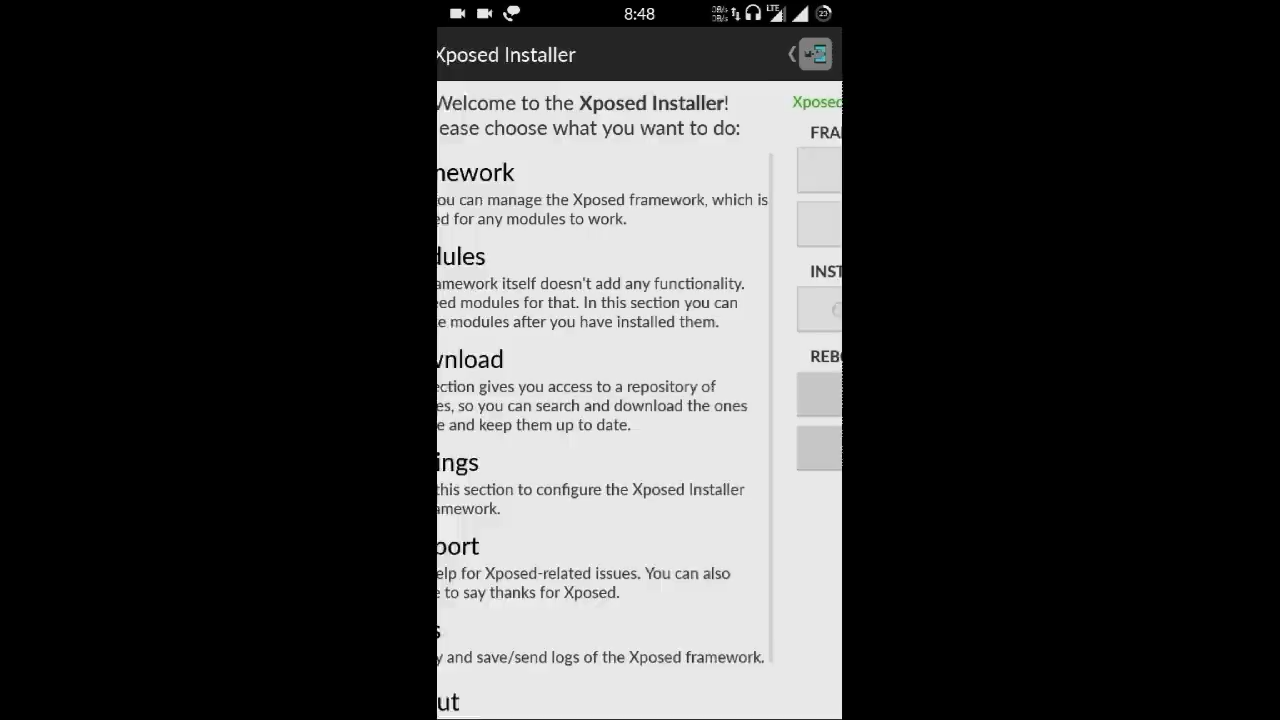 8:48
LTE
23
Xposed Installer
Welcome to the Xposed Installer!
ease choose what you want to do:
nework
ou can manage the Xposed framework, which is
ed for any modules to work.
dules
amework itself doesn't add any functionality.
eed modules for that. In this section you can
e modules after you have installed them.
wnload
ection gives you access to a repository of
es, so you can search and download the ones
e and keep them up to date.
ings
this section to configure the Xposed Installer
amework.
port
elp for Xposed-related issues. You can also
e to say thanks for Xposed.
s
y and save/send logs of the Xposed framework.
ut
Xposed
FRA
INST
REB